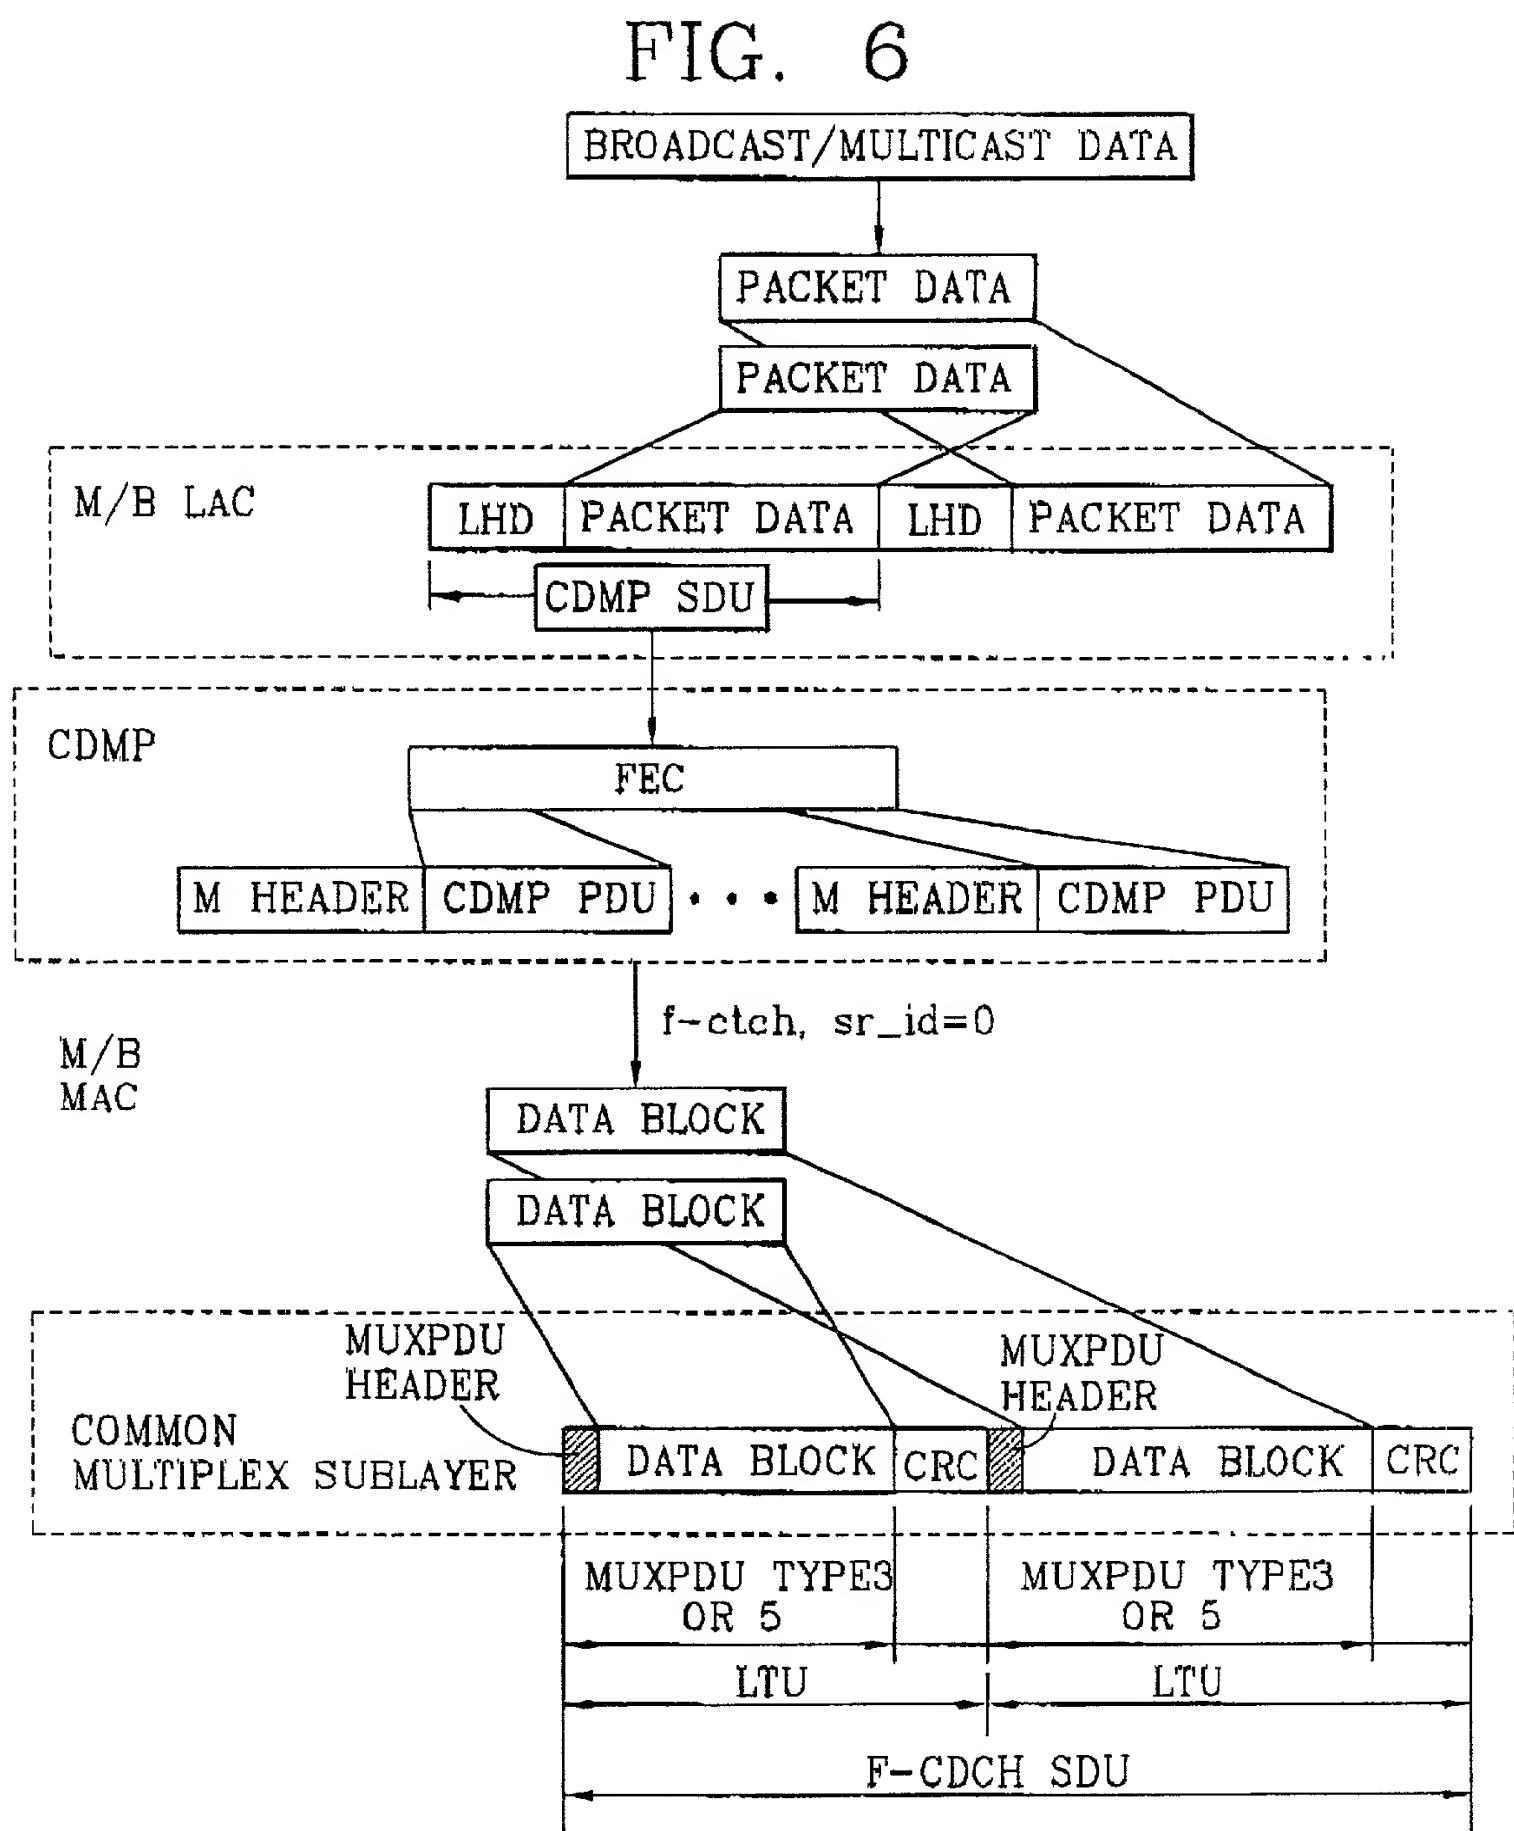 FIG. 6
BROADCAST/MULTICAST DATA
PACKET DATA
PACKET DATA
M/B LAC
LHD PACKET DATA LHD PACKET DATA
CDMP SDU
CDMP
FEC
M HEADER CDMP PDU • • • M HEADER CDMP PDU
f-ctch, sr_id=0
M/B
MAC
DATA BLOCK
DATA BLOCK
MUXPDU
HEADER
MUXPDU
HEADER
COMMON
MULTIPLEX SUBLAYER
DATA BLOCK CRC DATA BLOCK CRC
MUXPDU TYPE3
OR 5
MUXPDU TYPE3
OR 5
LTU LTU
F-CDCH SDU